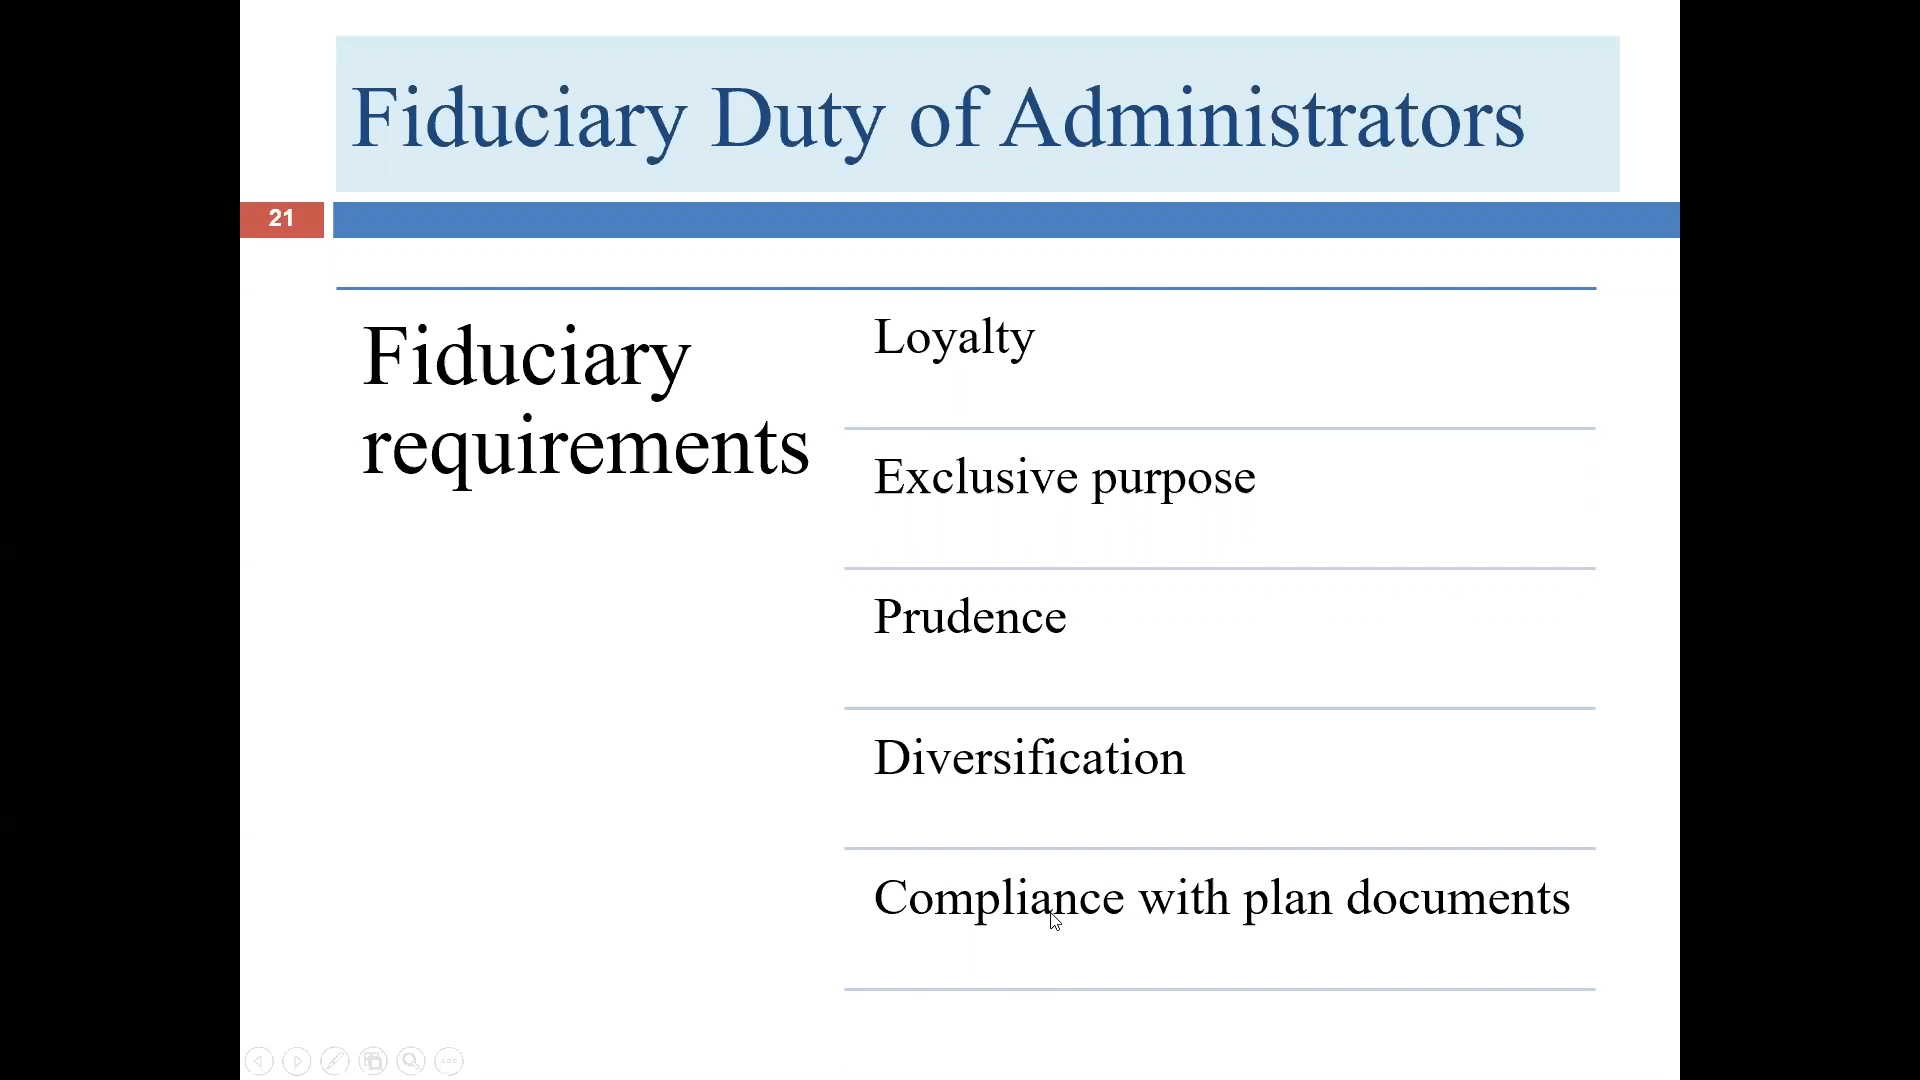 Fiduciary Duty of Administrators
21
Fiduciary
requirements
Loyalty
Exclusive purpose
Prudence
Diversification
Compliance with plan documents